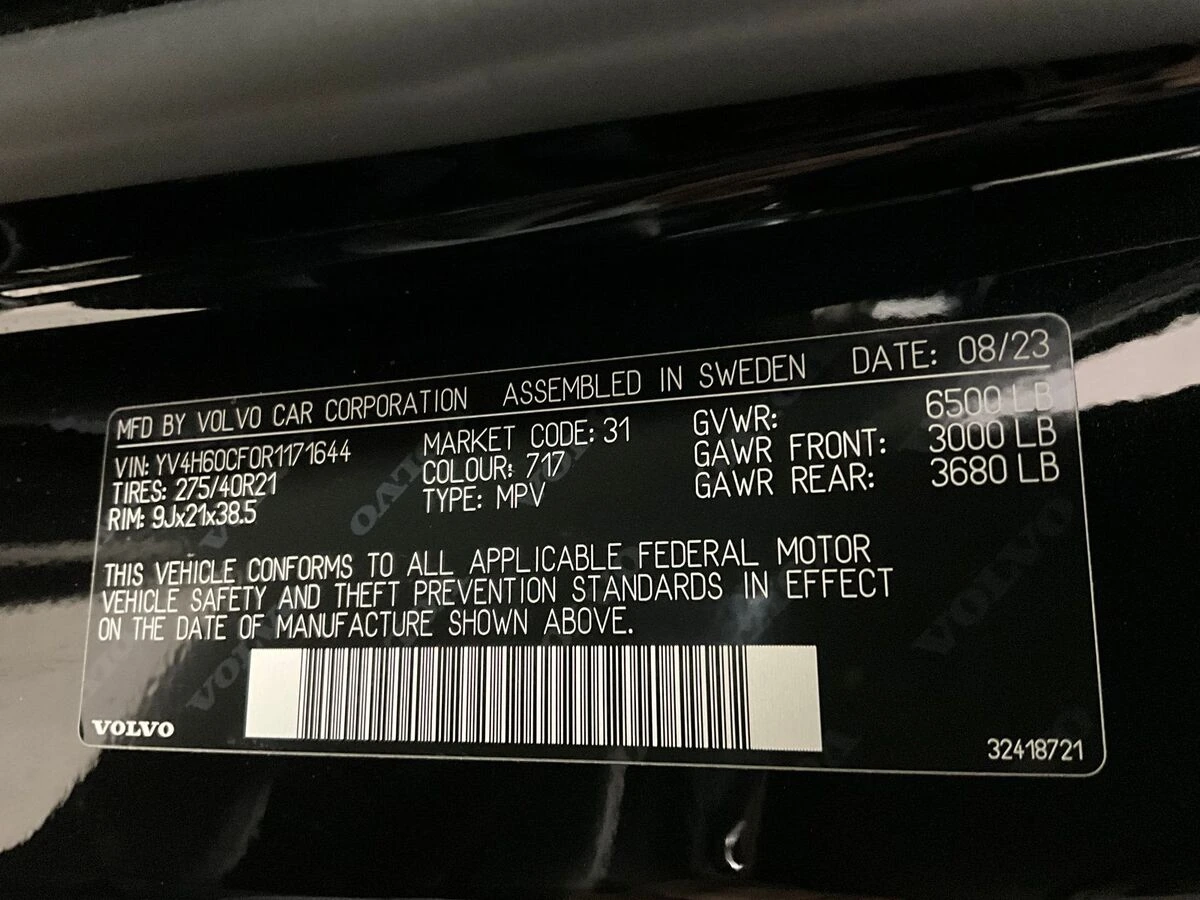 MFD BY VOLVO CAR CORPORATION ASSEMBLED IN SWEDEN DATE: 08/23
VIN: YV4H60CF0R1171644 MARKET CODE: 31 GVWR: 6500 LB
TIRES: 275/40R21 COLOUR: 717 GAWR FRONT: 3000 LB
RIM: 9Jx21x38.5 TYPE: MPV GAWR REAR: 3680 LB
THIS VEHICLE CONFORMS TO ALL APPLICABLE FEDERAL MOTOR
VEHICLE SAFETY AND THEFT PREVENTION STANDARDS IN EFFECT
ON THE DATE OF MANUFACTURE SHOWN ABOVE.
VOLVO
32418721